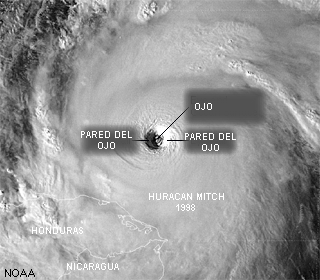 OJO
PARED DEL
OJO
PARED DEL
OJO
HURACAN MITCH
1998
HONDURAS
NICARAGUA
NOAA